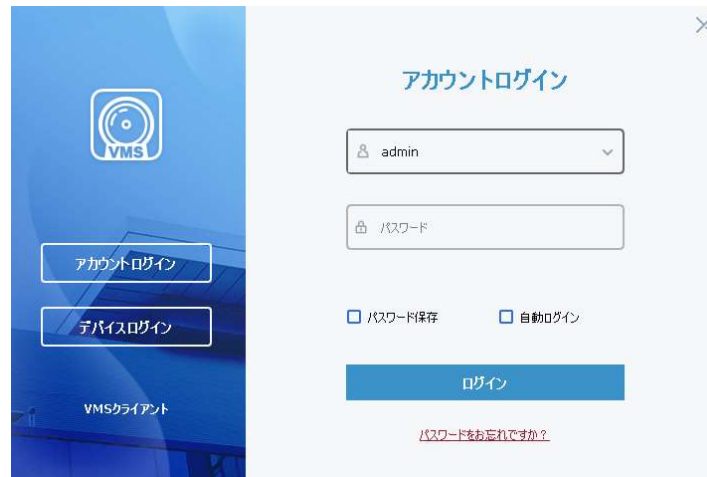 VMS
アカウントログイン
デバイスログイン
VMSクライアント
アカウントログイン
admin
パスワード
パスワード保存
自動ログイン
ログイン
パスワードをお忘れですか？